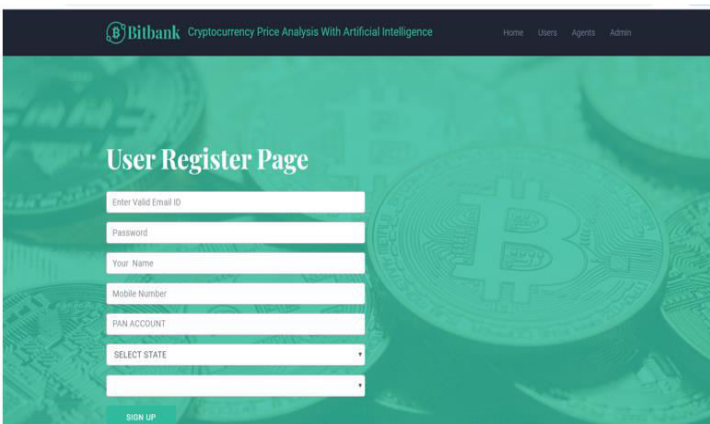 Bitbank Cryptocurrency Price Analysis With Artificial Intelligence Home Users Agents Admin
User Register Page
Enter Valid Email ID
Password
Your Name
Mobile Number
PAN ACCOUNT
SELECT STATE
SIGN UP